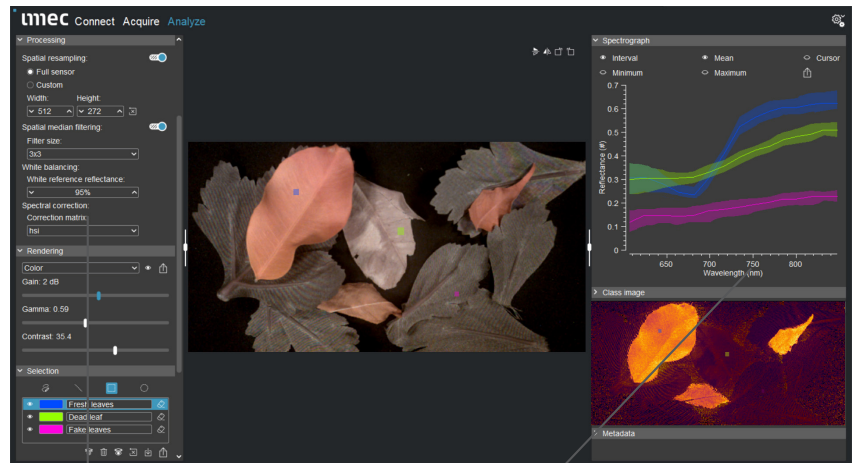 imec Connect Acquire Analyze
Processing
Spatial resampling:
Full sensor
Custom
Width: Height:
512 272
Spatial median filtering:
Filter size:
3x3
White balancing:
White reference reflectance:
95%
Spectral correction:
Correction matrix:
hsi
Rendering
Color
Gain: 2 dB
Gamma: 0.59
Contrast: 35.4
Selection
Fresh leaves
Dead leaf
Fake leaves
Spectrograph
Interval Mean Cursor
Minimum Maximum
0.7
0.6
0.5
0.4
0.3
0.2
0.1
0
Reflectance (#)
650 700 750 800
Wavelength (nm)
Class image
Metadata